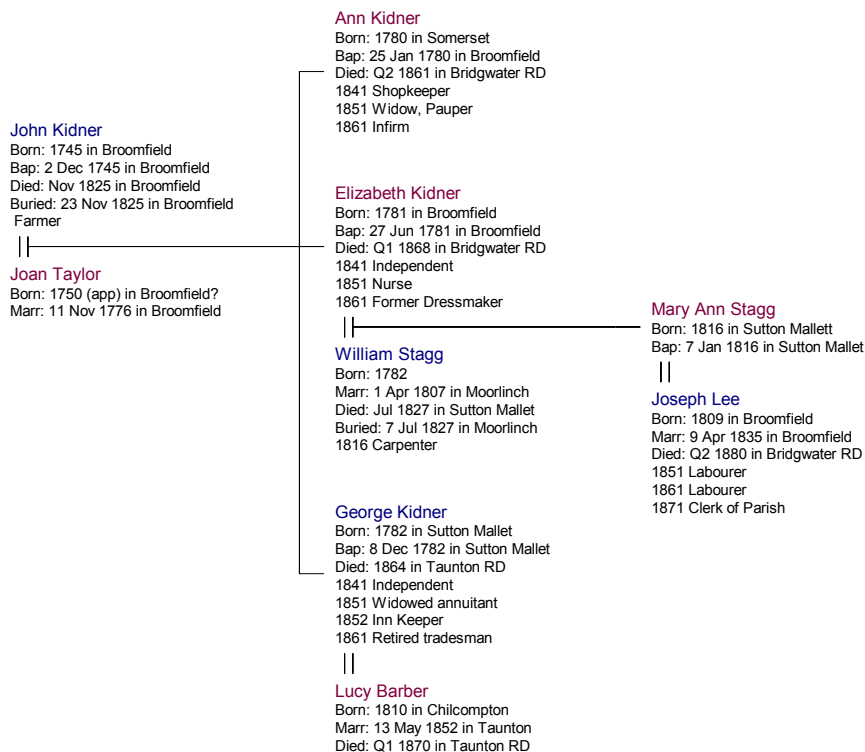 John Kidner
Born: 1745 in Broomfield
Bap: 2 Dec 1745 in Broomfield
Died: Nov 1825 in Broomfield
Buried: 23 Nov 1825 in Broomfield
Farmer
Joan Taylor
Born: 1750 (app) in Broomfield?
Marr: 11 Nov 1776 in Broomfield
Ann Kidner
Born: 1780 in Somerset
Bap: 25 Jan 1780 in Broomfield
Died: Q2 1861 in Bridgwater RD
1841 Shopkeeper
1851 Widow, Pauper
1861 Infirm
Elizabeth Kidner
Born: 1781 in Broomfield
Bap: 27 Jun 1781 in Broomfield
Died: Q1 1868 in Bridgwater RD
1841 Independent
1851 Nurse
1861 Former Dressmaker
William Stagg
Born: 1782
Marr: 1 Apr 1807 in Moorlinch
Died: Jul 1827 in Sutton Mallet
Buried: 7 Jul 1827 in Moorlinch
1816 Carpenter
Mary Ann Stagg
Born: 1816 in Sutton Mallett
Bap: 7 Jan 1816 in Sutton Mallet
Joseph Lee
Born: 1809 in Broomfield
Marr: 9 Apr 1835 in Broomfield
Died: Q2 1880 in Bridgwater RD
1851 Labourer
1861 Labourer
1871 Clerk of Parish
George Kidner
Born: 1782 in Sutton Mallet
Bap: 8 Dec 1782 in Sutton Mallet
Died: 1864 in Taunton RD
1841 Independent
1851 Widowed annuitant
1852 Inn Keeper
1861 Retired tradesman
Lucy Barber
Born: 1810 in Chilcompton
Marr: 13 May 1852 in Taunton
Died: Q1 1870 in Taunton RD